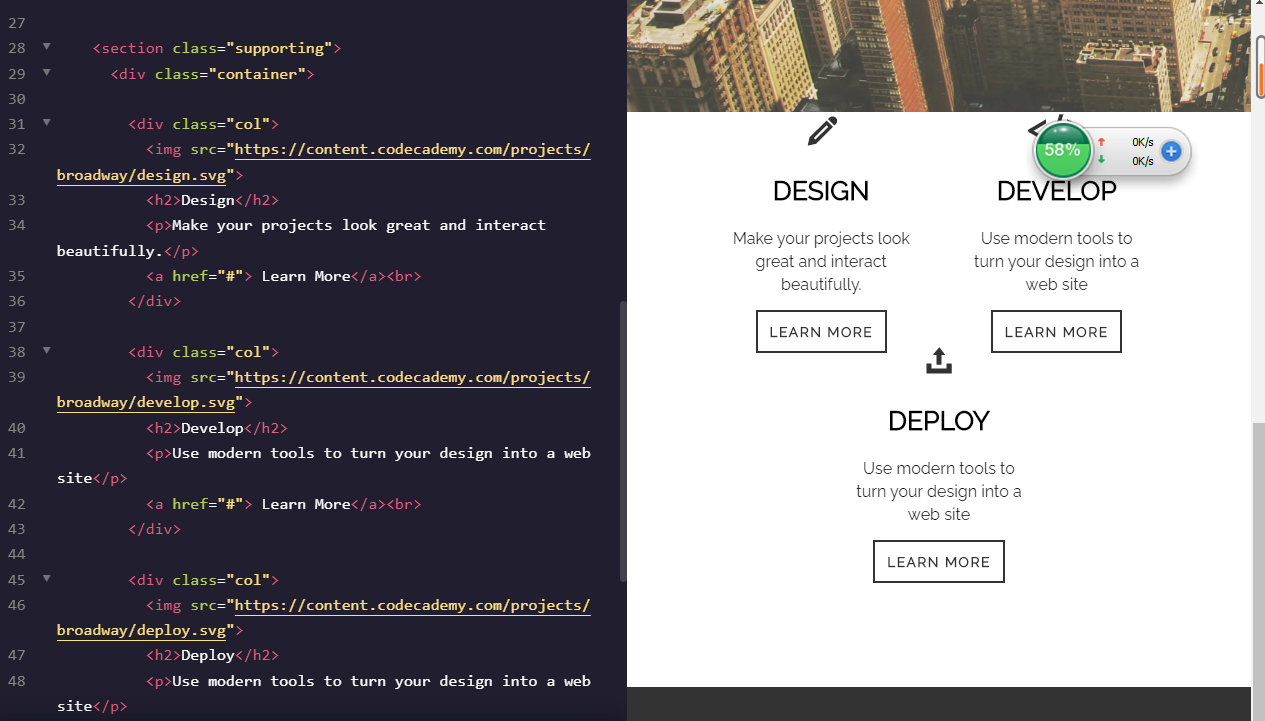 27
28 <section class="supporting">
29 <div class="container">
30
31 <div class="col">
32 <img src="https://content.codecademy.com/projects/
broadway/design.svg">
33 <h2>Design</h2>
34 <p>Make your projects look great and interact
beautifully.</p>
35 <a href="#"> Learn More</a><br>
36 </div>
37
38 <div class="col">
39 <img src="https://content.codecademy.com/projects/
broadway/develop.svg">
40 <h2>Develop</h2>
41 <p>Use modern tools to turn your design into a web
site</p>
42 <a href="#"> Learn More</a><br>
43 </div>
44
45 <div class="col">
46 <img src="https://content.codecademy.com/projects/
broadway/deploy.svg">
47 <h2>Deploy</h2>
48 <p>Use modern tools to turn your design into a web
site</p>
58%
0K/s
0K/s
DESIGN
Make your projects look
great and interact
beautifully.
LEARN MORE
DEVELOP
Use modern tools to
turn your design into a
web site
LEARN MORE
DEPLOY
Use modern tools to
turn your design into a
web site
LEARN MORE